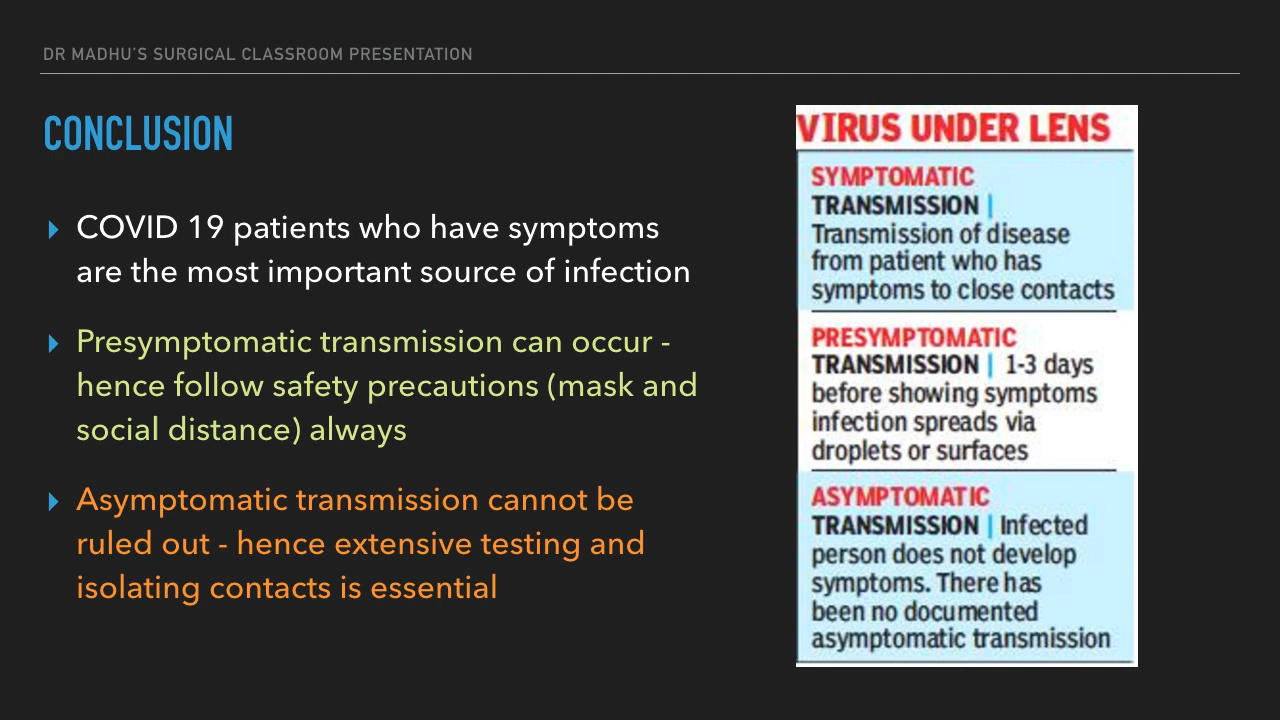 DR MADHU'S SURGICAL CLASSROOM PRESENTATION
CONCLUSION
COVID 19 patients who have symptoms
are the most important source of infection
Presymptomatic transmission can occur -
hence follow safety precautions (mask and
social distance) always
Asymptomatic transmission cannot be
ruled out - hence extensive testing and
isolating contacts is essential
VIRUS UNDER LENS
SYMPTOMATIC
TRANSMISSION |
Transmission of disease
from patient who has
symptoms to close contacts
PRESYMPTOMATIC
TRANSMISSION | 1-3 days
before showing symptoms
infection spreads via
droplets or surfaces
ASYMPTOMATIC
TRANSMISSION | Infected
person does not develop
symptoms. There has
been no documented
asymptomatic transmission